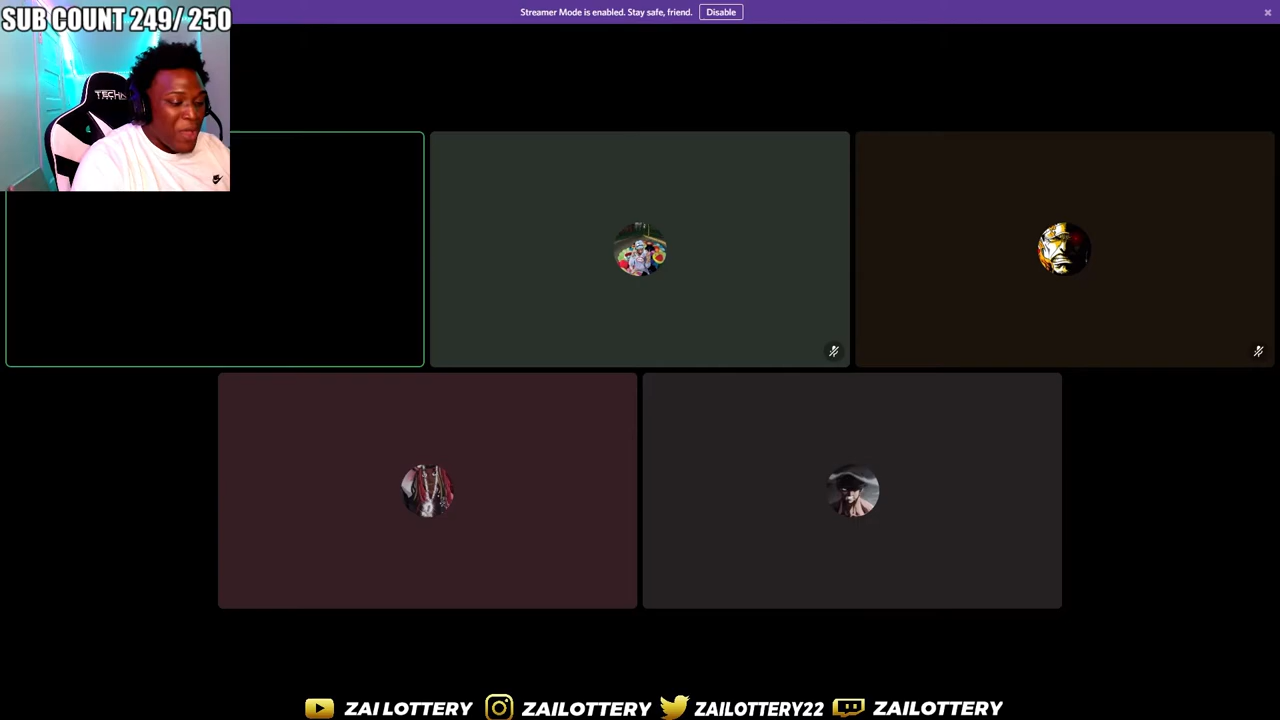 Streamer Mode is enabled. Stay safe, friend. Disable
SUB COUNT 249/ 250
ZAI LOTTERY ZAILOTTERY ZAILOTTERY22 ZAILOTTERY